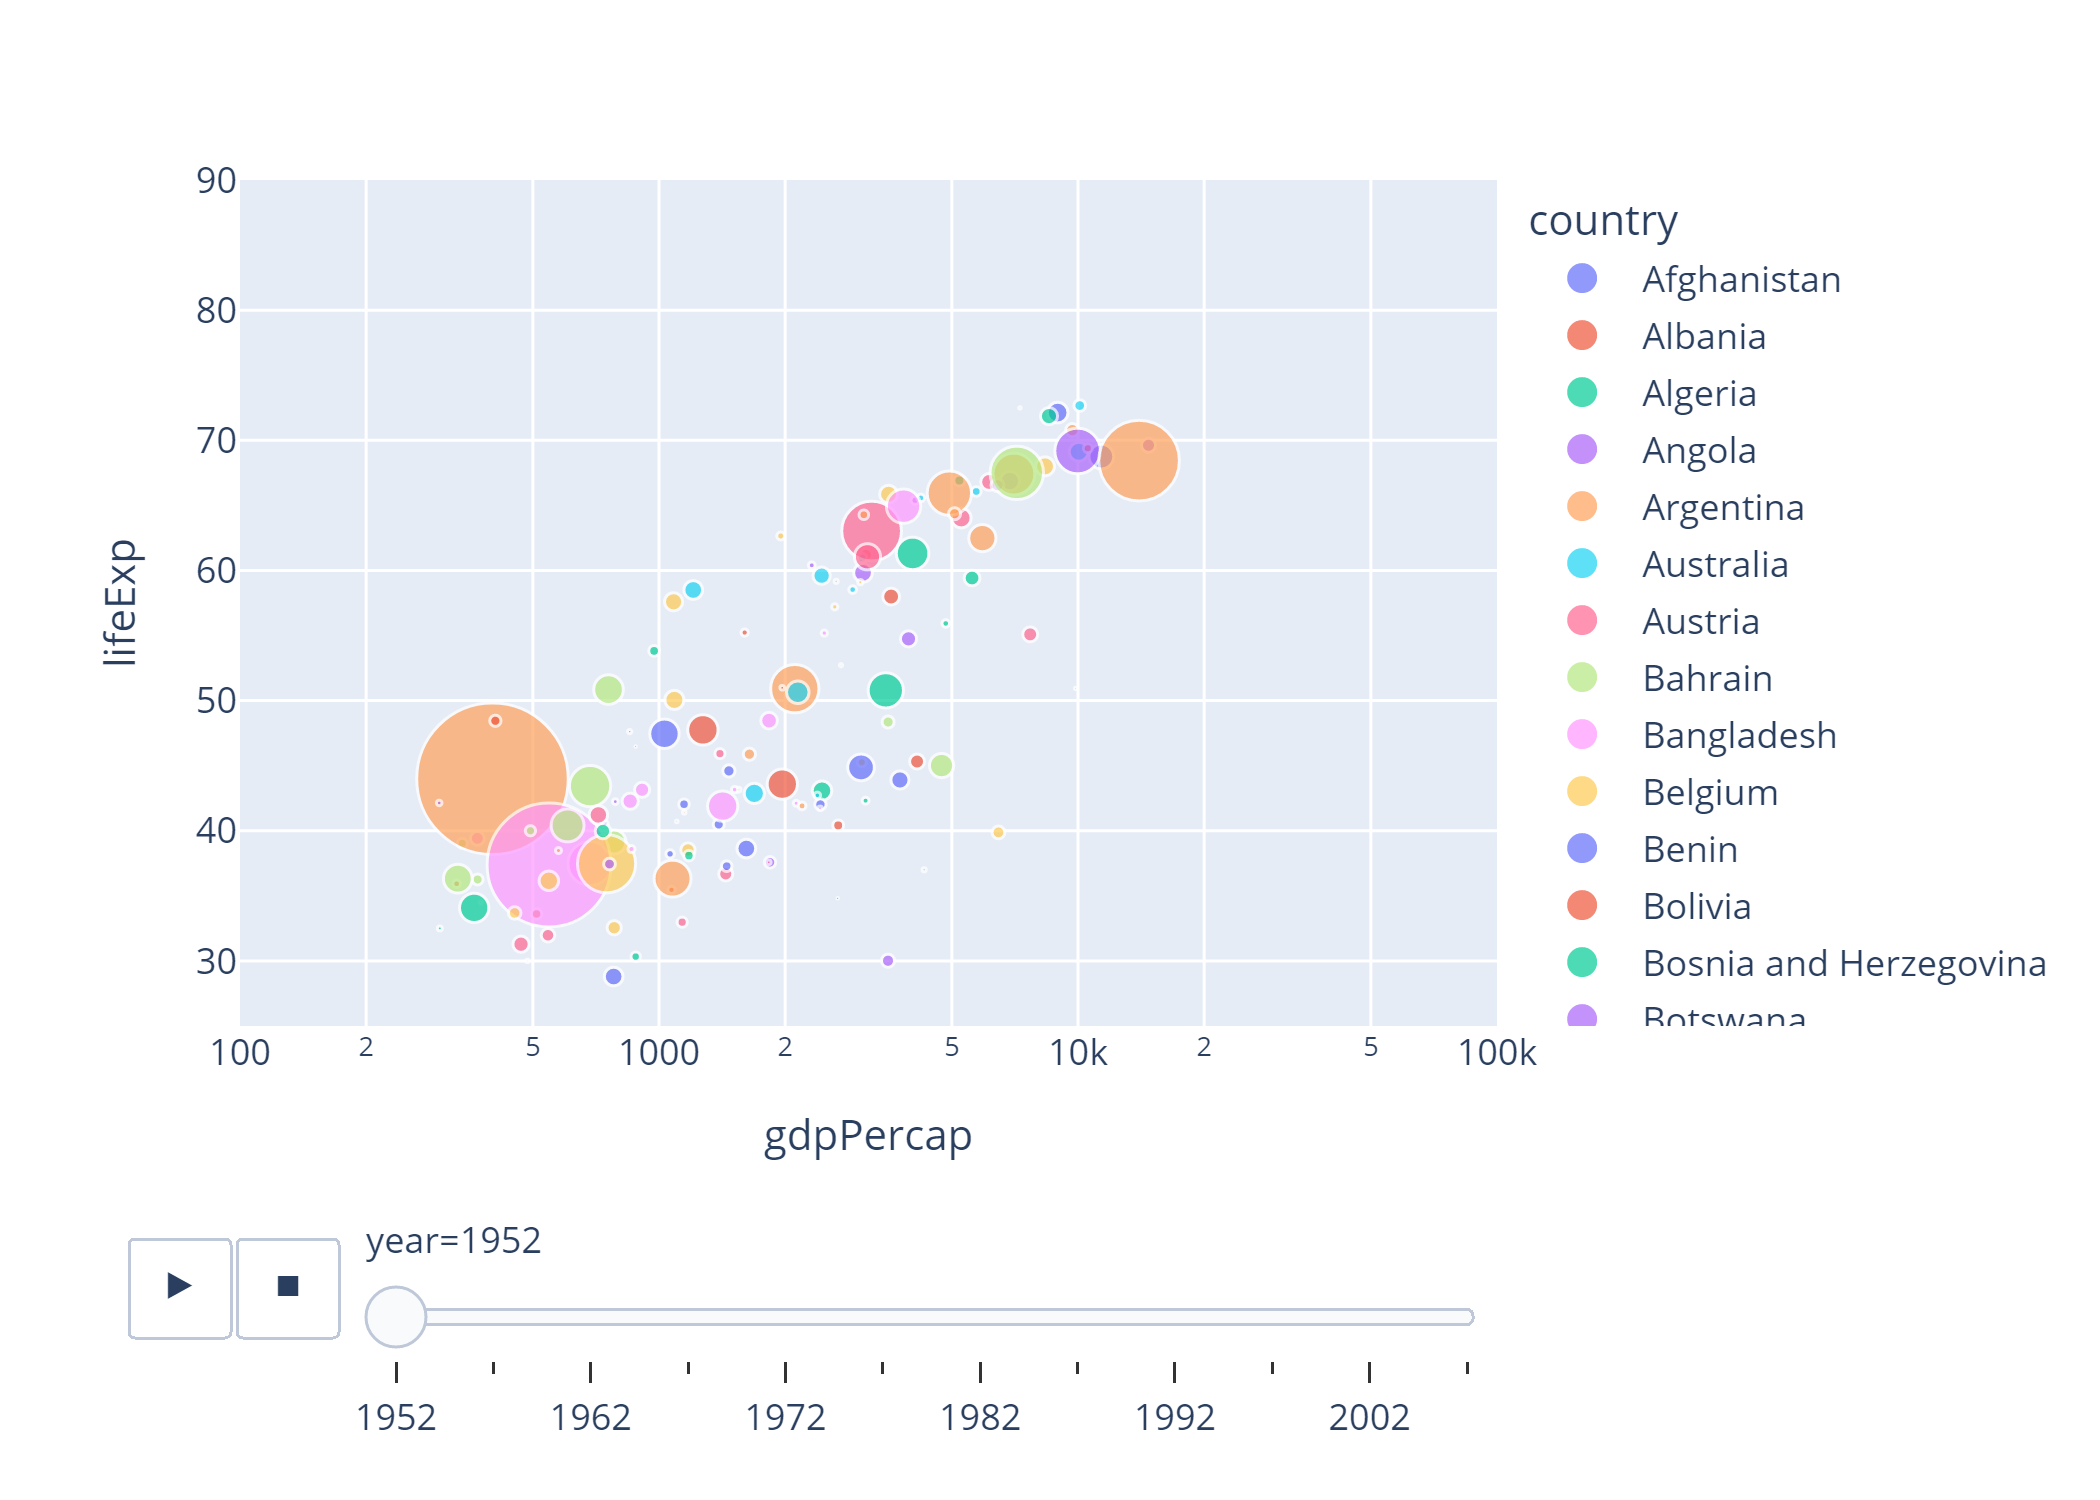 90
80
70
60
50
40
30
lifeExp
100 2 5 1000 2 5 10k 2 5 100k
gdpPercap
country
Afghanistan
Albania
Algeria
Angola
Argentina
Australia
Austria
Bahrain
Bangladesh
Belgium
Benin
Bolivia
Bosnia and Herzegovina
Botswana
year=1952
1952 1962 1972 1982 1992 2002